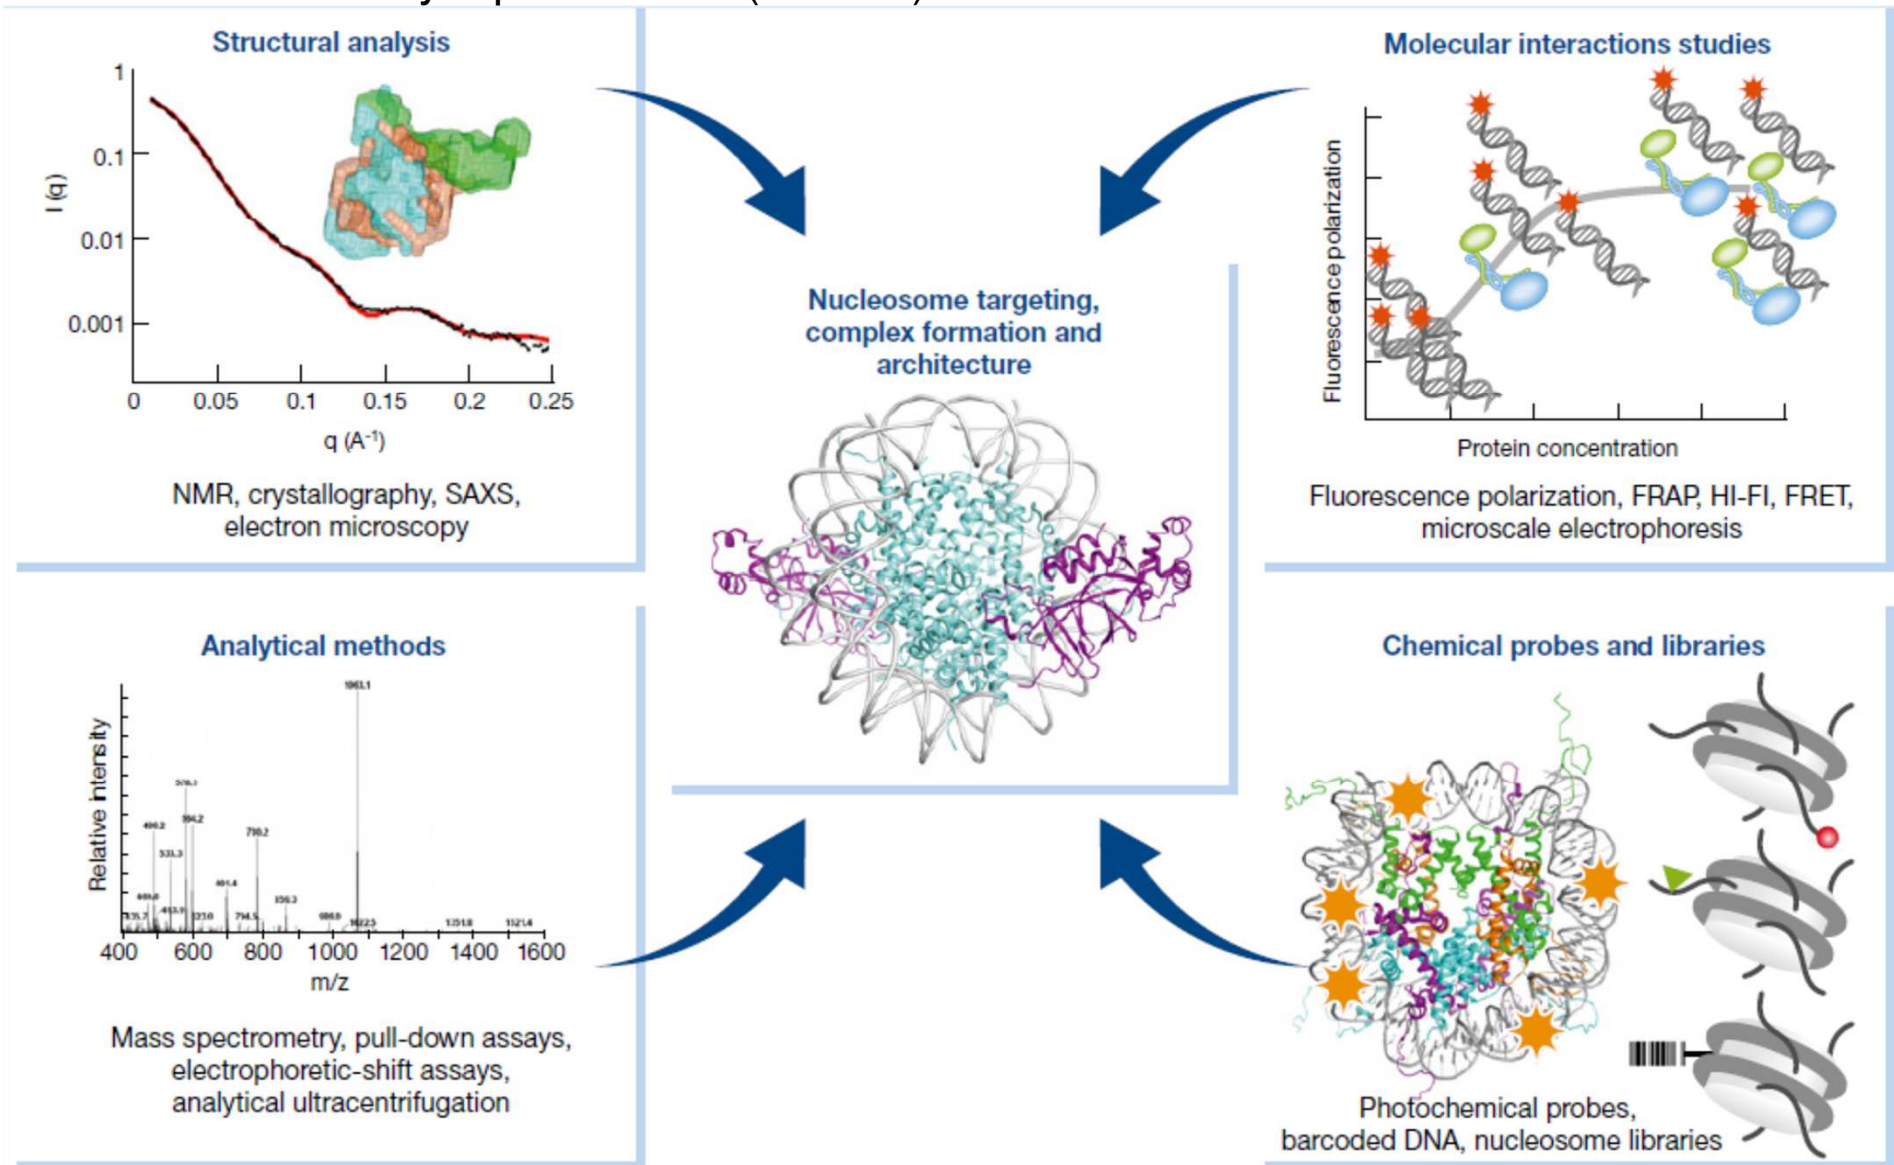 Structural analysis
1
0.1
0.01
0.001
I (q)
0
0.05
0.1
0.15
0.2
0.25
q (A-1)
NMR, crystallography, SAXS,
electron microscopy
Molecular interactions studies
Fluorescence polarization
Protein concentration
Fluorescence polarization, FRAP, HI-FI, FRET,
microscale electrophoresis
Nucleosome targeting,
complex formation and
architecture
Analytical methods
Relative intensity
400
600
800
1000
1200
1400
1600
m/z
Mass spectrometry, pull-down assays,
electrophoretic-shift assays,
analytical ultracentrifugation
Chemical probes and libraries
Photochemical probes,
barcoded DNA, nucleosome libraries